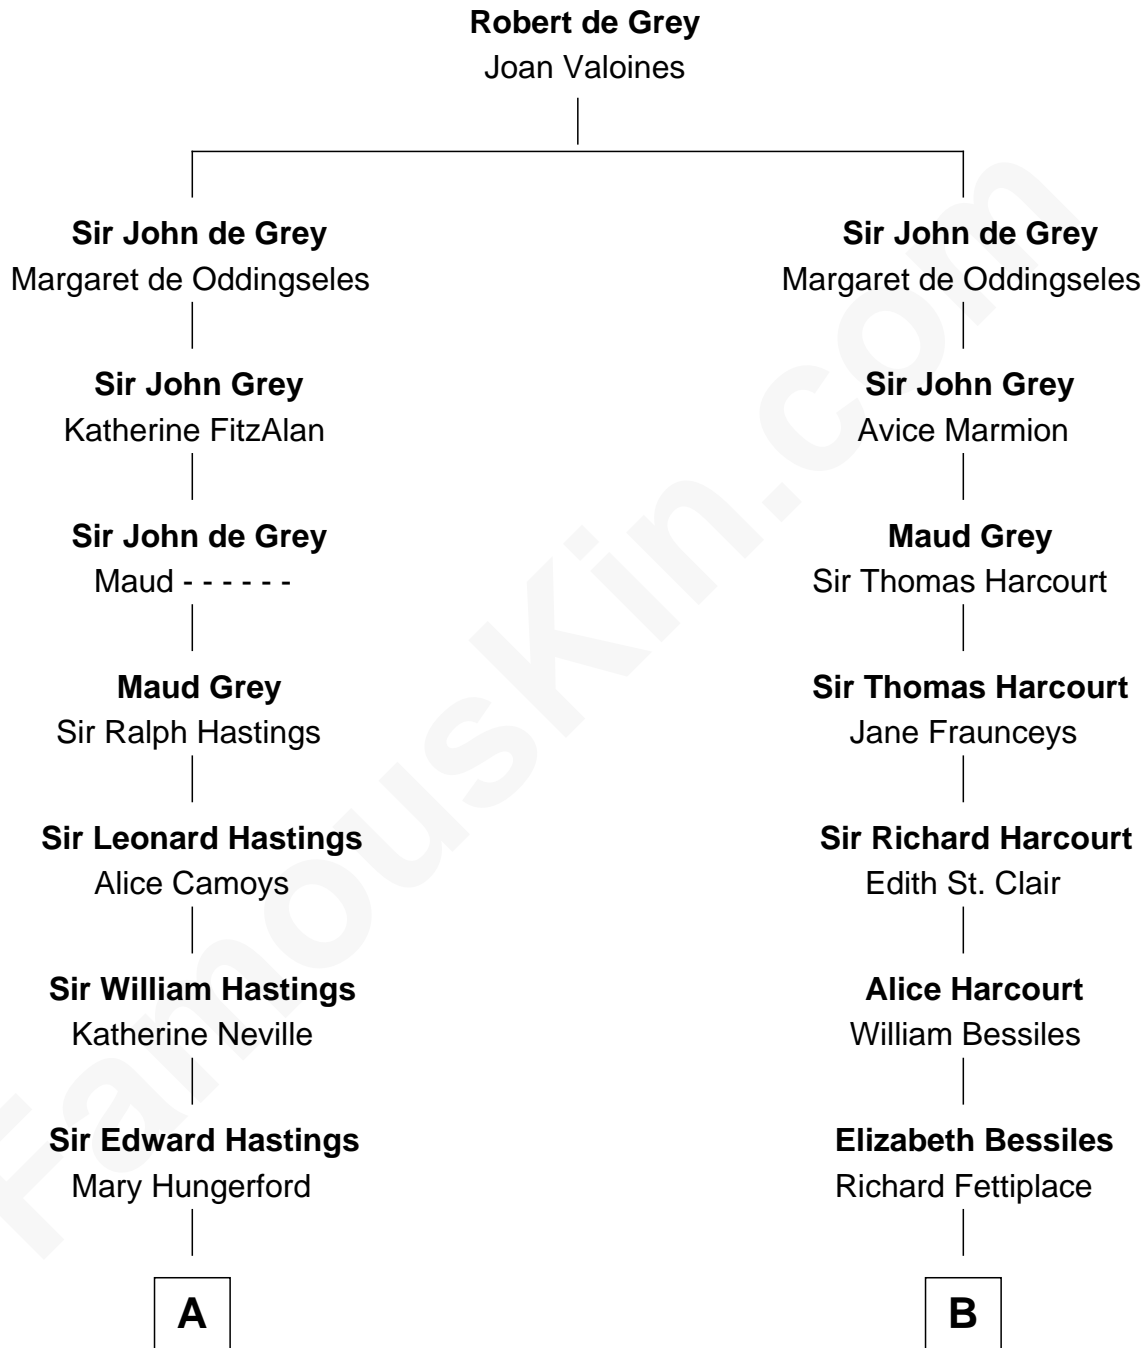 Robert de Grey
Joan Valoines
Sir John de Grey
Margaret de Oddingseles
Sir John de Grey
Margaret de Oddingseles
Sir John Grey
Katherine FitzAlan
Sir John Grey
Avice Marmion
Sir John de Grey
Maud - - - - - -
Maud Grey
Sir Thomas Harcourt
Maud Grey
Sir Ralph Hastings
Sir Thomas Harcourt
Jane Fraunceys
Sir Leonard Hastings
Alice Camoys
Sir Richard Harcourt
Edith St. Clair
Sir William Hastings
Katherine Neville
Alice Harcourt
William Bessiles
Sir Edward Hastings
Mary Hungerford
Elizabeth Bessiles
Richard Fettiplace
A
B
FamousKin.com